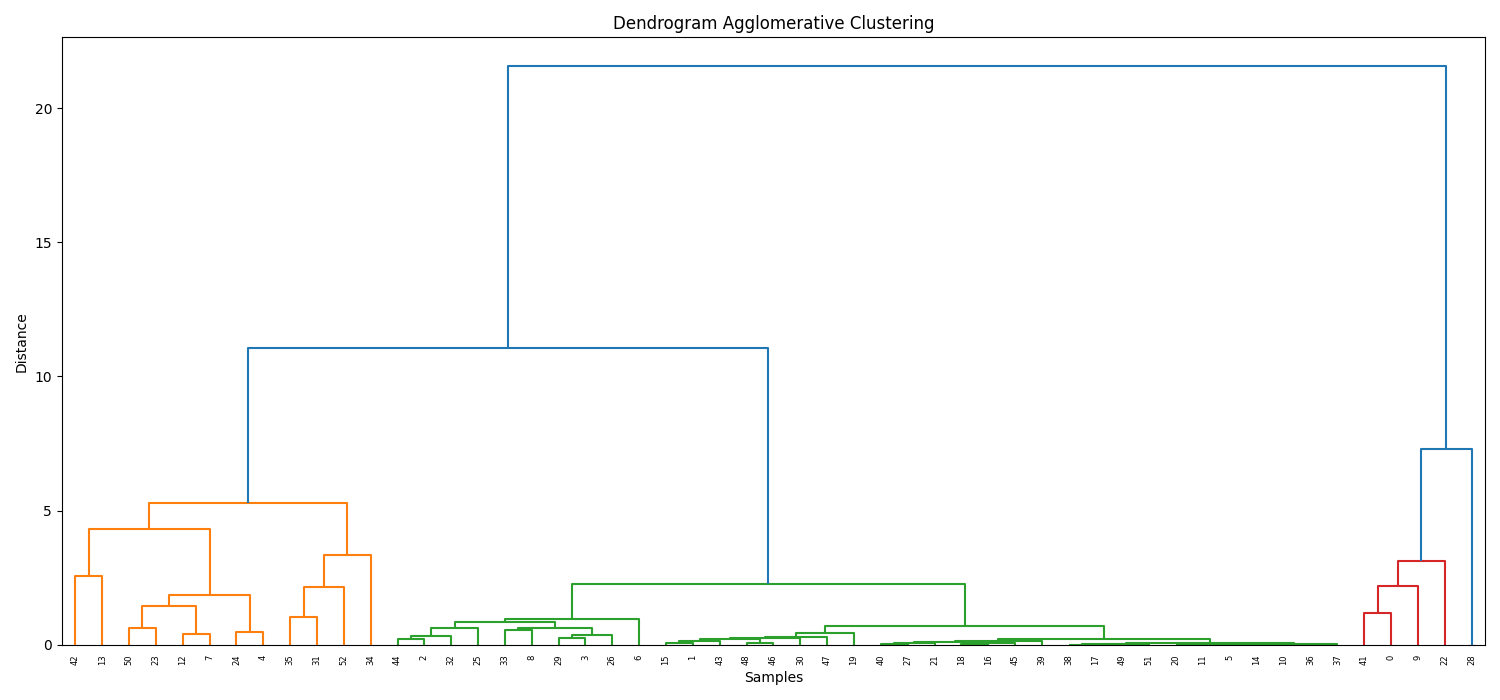 Dendrogram Agglomerative Clustering
20
15
10
5
0
Distance
42 13 50 23 12 7 24 4 35 31 52 34 44 2 32 25 33 8 29 3 26 6 15 1 43 48 46 30 47 19 40 27 21 18 16 45 39 38 17 49 51 20 11 5 14 10 36 37 41 0 9 22 28
Samples